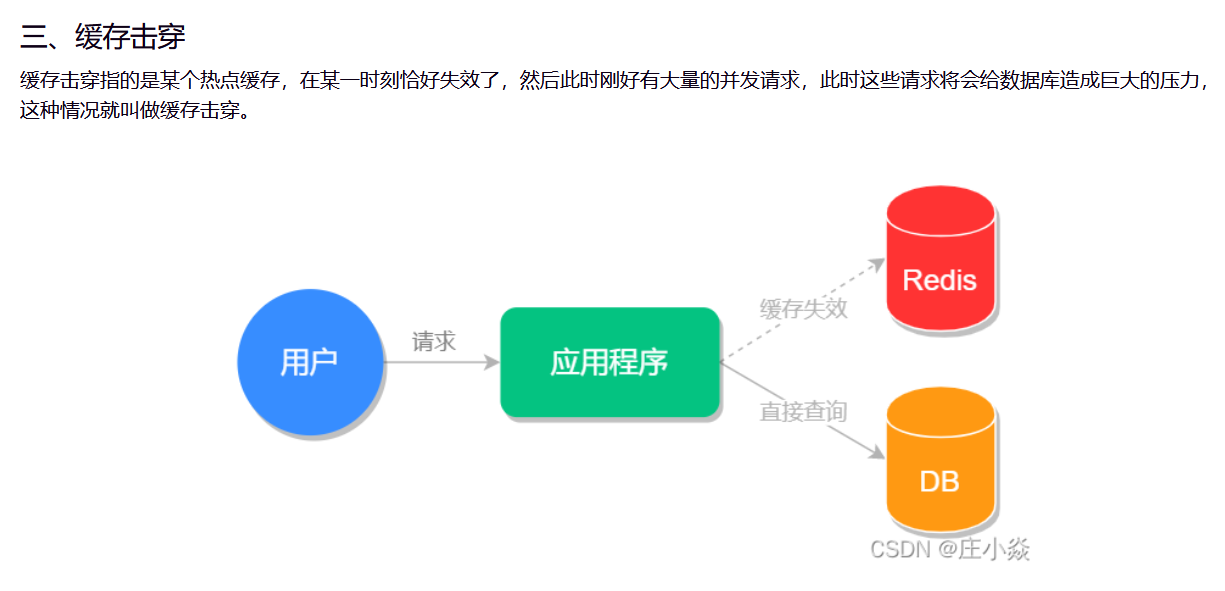 三、缓存击穿
缓存击穿指的是某个热点缓存，在某一时刻恰好失效了，然后此时刚好有大量的并发请求，此时这些请求将会给数据库造成巨大的压力，
这种情况就叫做缓存击穿。
Redis
缓存失效
请求
用户
应用程序
直接查询
DB
CSDN @庄小焱